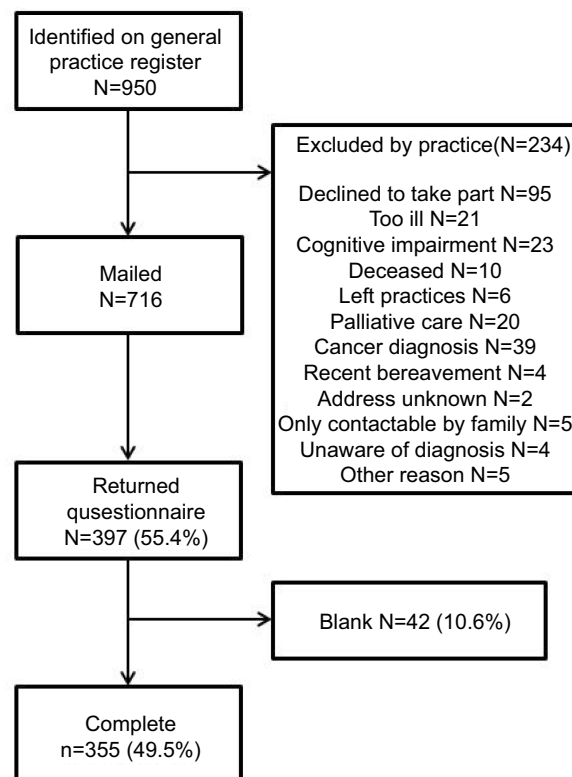 Identified on general
practice register
N=950
Excluded by practice(N=234)
Declined to take part N=95
Too ill N=21
Cognitive impairment N=23
Deceased N=10
Left practices N=6
Palliative care N=20
Cancer diagnosis N=39
Recent bereavement N=4
Address unknown N=2
Only contactable by family N=5
Unaware of diagnosis N=4
Other reason N=5
Mailed
N=716
Returned
qusestionnaire
N=397 (55.4%)
Blank N=42 (10.6%)
Complete
n=355 (49.5%)